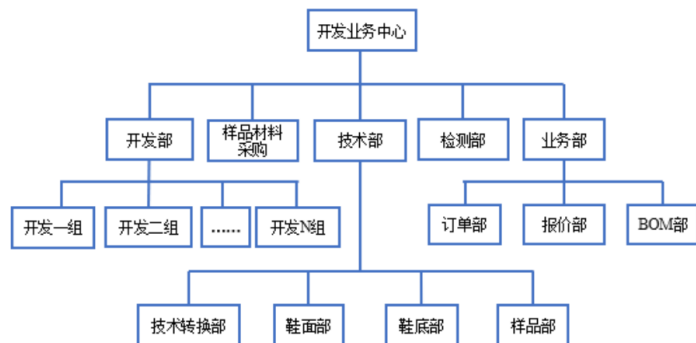 开发业务中心
开发部
样品材料
采购
技术部
检测部
业务部
开发一组
开发二组
……
开发N组
订单部
报价部
BOM部
技术转换部
鞋面部
鞋底部
样品部